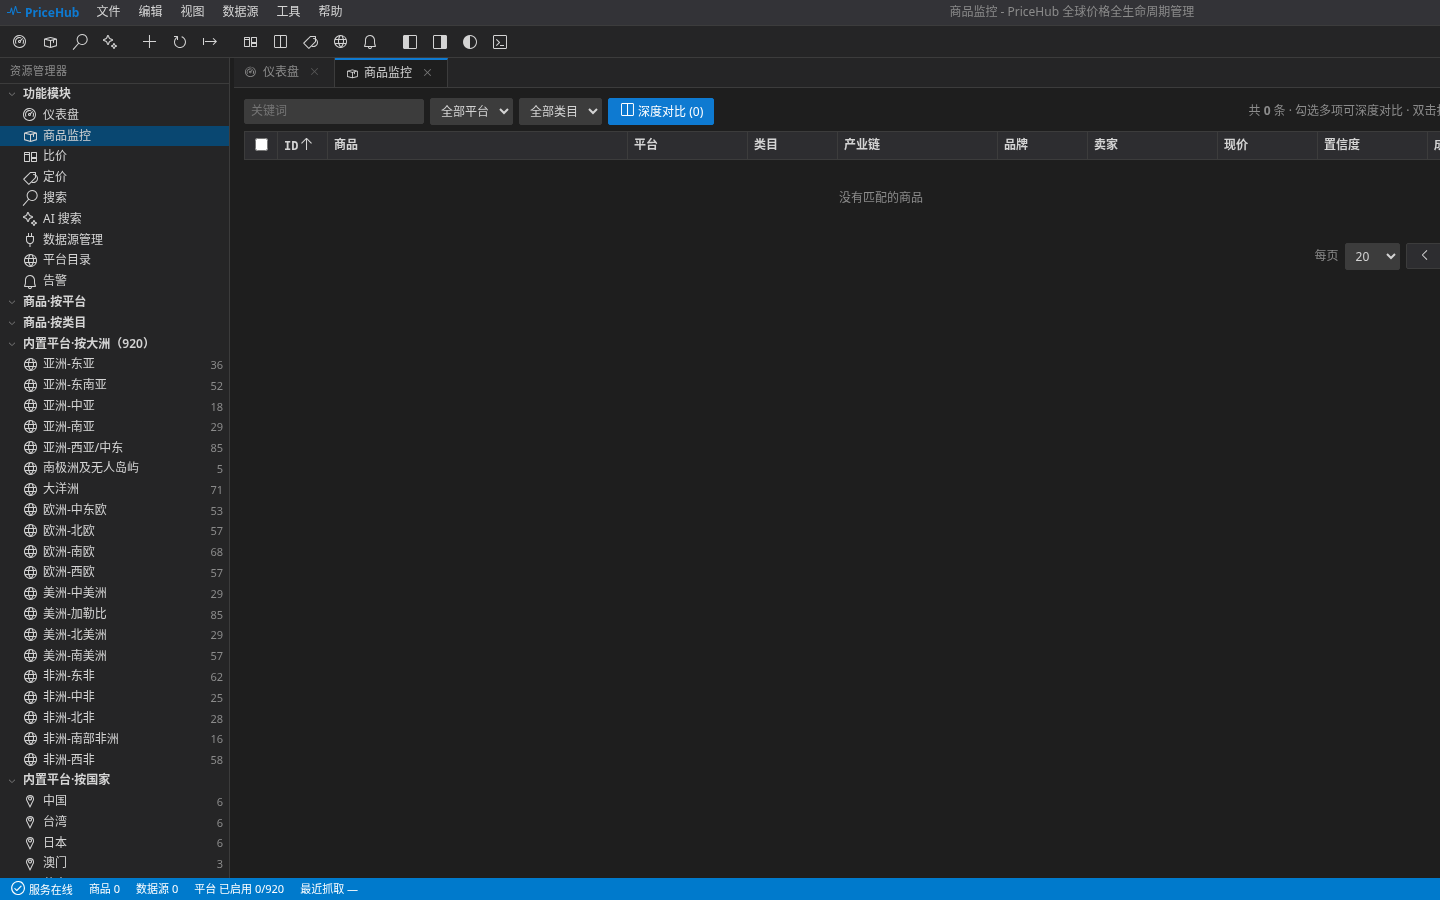 PriceHub 文件 编辑 视图 数据源 工具 帮助 商品监控 - PriceHub 全球价格全生命周期管理
资源管理器
仪表盘 商品监控
功能模块
仪表盘
商品监控
比价
定价
搜索
AI 搜索
数据源管理
平台目录
告警
商品·按平台
商品·按类目
内置平台·按大洲（920）
亚洲-东亚 36
亚洲-东南亚 52
亚洲-中亚 18
亚洲-南亚 29
亚洲-西亚/中东 85
南极洲及无人岛屿 5
大洋洲 71
欧洲-中东欧 53
欧洲-北欧 57
欧洲-南欧 68
欧洲-西欧 57
美洲-中美洲 29
美洲-加勒比 85
美洲-北美洲 29
美洲-南美洲 57
非洲-东非 62
非洲-中非 25
非洲-北非 28
非洲-南部非洲 16
非洲-西非 58
内置平台·按国家
中国 6
台湾 6
日本 6
澳门 3
关键词 全部平台 全部类目 深度对比 (0) 共 0 条 · 勾选多项可深度对比 · 双击
ID 商品 平台 类目 产业链 品牌 卖家 现价 置信度
没有匹配的商品
每页 20
服务在线 商品 0 数据源 0 平台 已启用 0/920 最近抓取 —